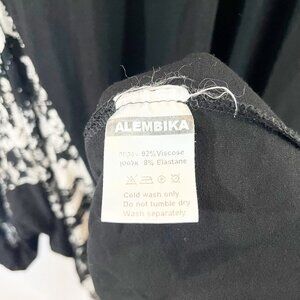 ALEMBIKA
92%Viscose
8% Elastane
Cold wash only
Do not tumble dry
Wash separately